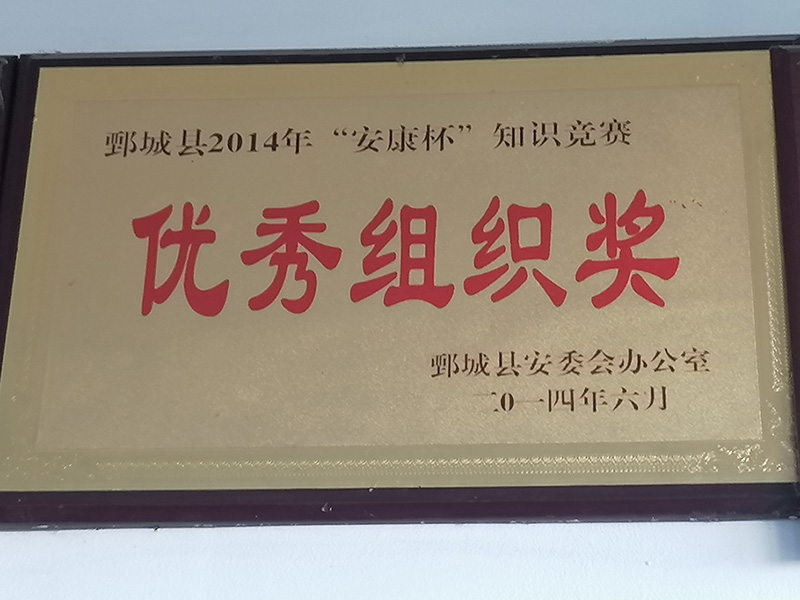 鄄城县2014年“安康杯”知识竞赛
优秀组织奖
鄄城县安委会办公室
二0一四年六月